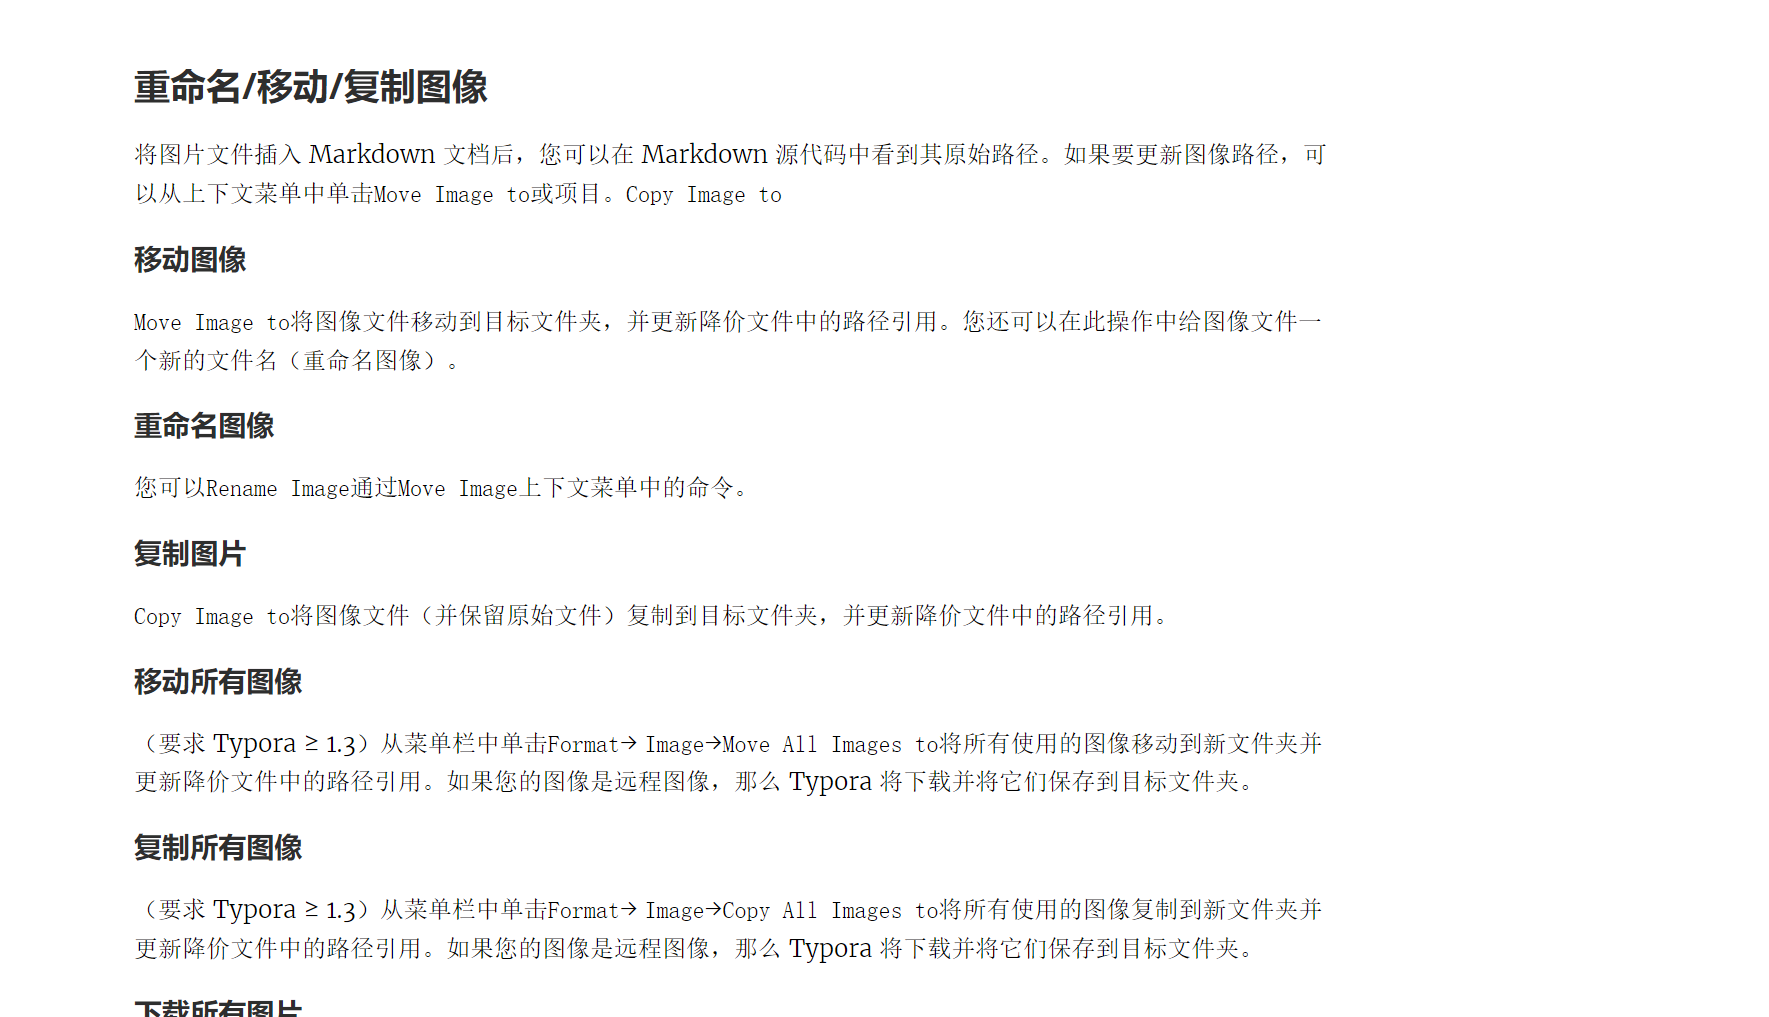 重命名/移动/复制图像
将图片文件插入 Markdown 文档后，您可以在 Markdown 源代码中看到其原始路径。如果要更新图像路径，可
以从上下文菜单中单击Move Image to或项目。Copy Image to
移动图像
Move Image to将图像文件移动到目标文件夹，并更新降价文件中的路径引用。您还可以在此操作中给图像文件一
个新的文件名（重命名图像）。
重命名图像
您可以Rename Image通过Move Image上下文菜单中的命令。
复制图片
Copy Image to将图像文件（并保留原始文件）复制到目标文件夹，并更新降价文件中的路径引用。
移动所有图像
（要求 Typora ≥ 1.3）从菜单栏中单击Format→ Image→Move All Images to将所有使用的图像移动到新文件夹并
更新降价文件中的路径引用。如果您的图像是远程图像，那么 Typora 将下载并将它们保存到目标文件夹。
复制所有图像
（要求 Typora ≥ 1.3）从菜单栏中单击Format→ Image→Copy All Images to将所有使用的图像复制到新文件夹并
更新降价文件中的路径引用。如果您的图像是远程图像，那么 Typora 将下载并将它们保存到目标文件夹。
下载所有图片